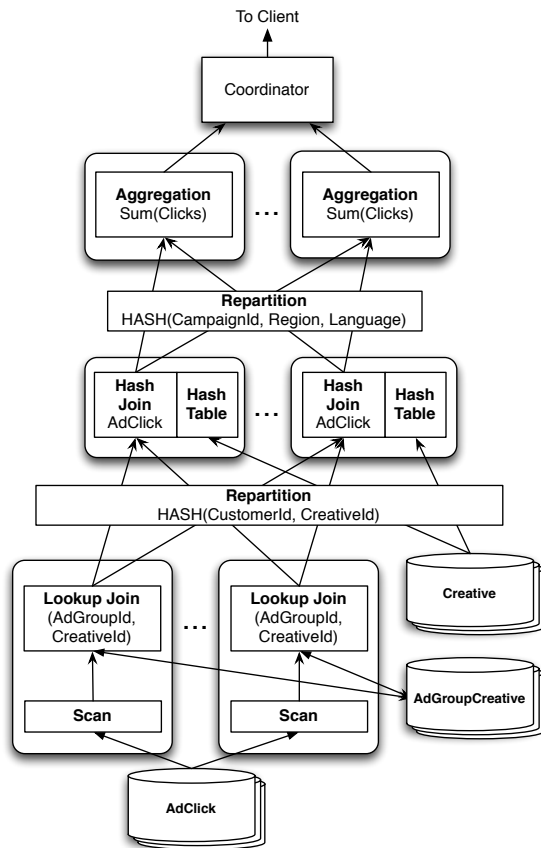 To Client
Coordinator
Aggregation
Sum(Clicks)
...
Aggregation
Sum(Clicks)
Repartition
HASH(CampaignId, Region, Language)
Hash
Join
AdClick
Hash
Table
...
Hash
Join
AdClick
Hash
Table
Repartition
HASH(CustomerId, CreativeId)
Lookup Join
(AdGroupId,
CreativeId)
...
Lookup Join
(AdGroupId,
CreativeId)
Creative
Scan
Scan
AdGroupCreative
AdClick